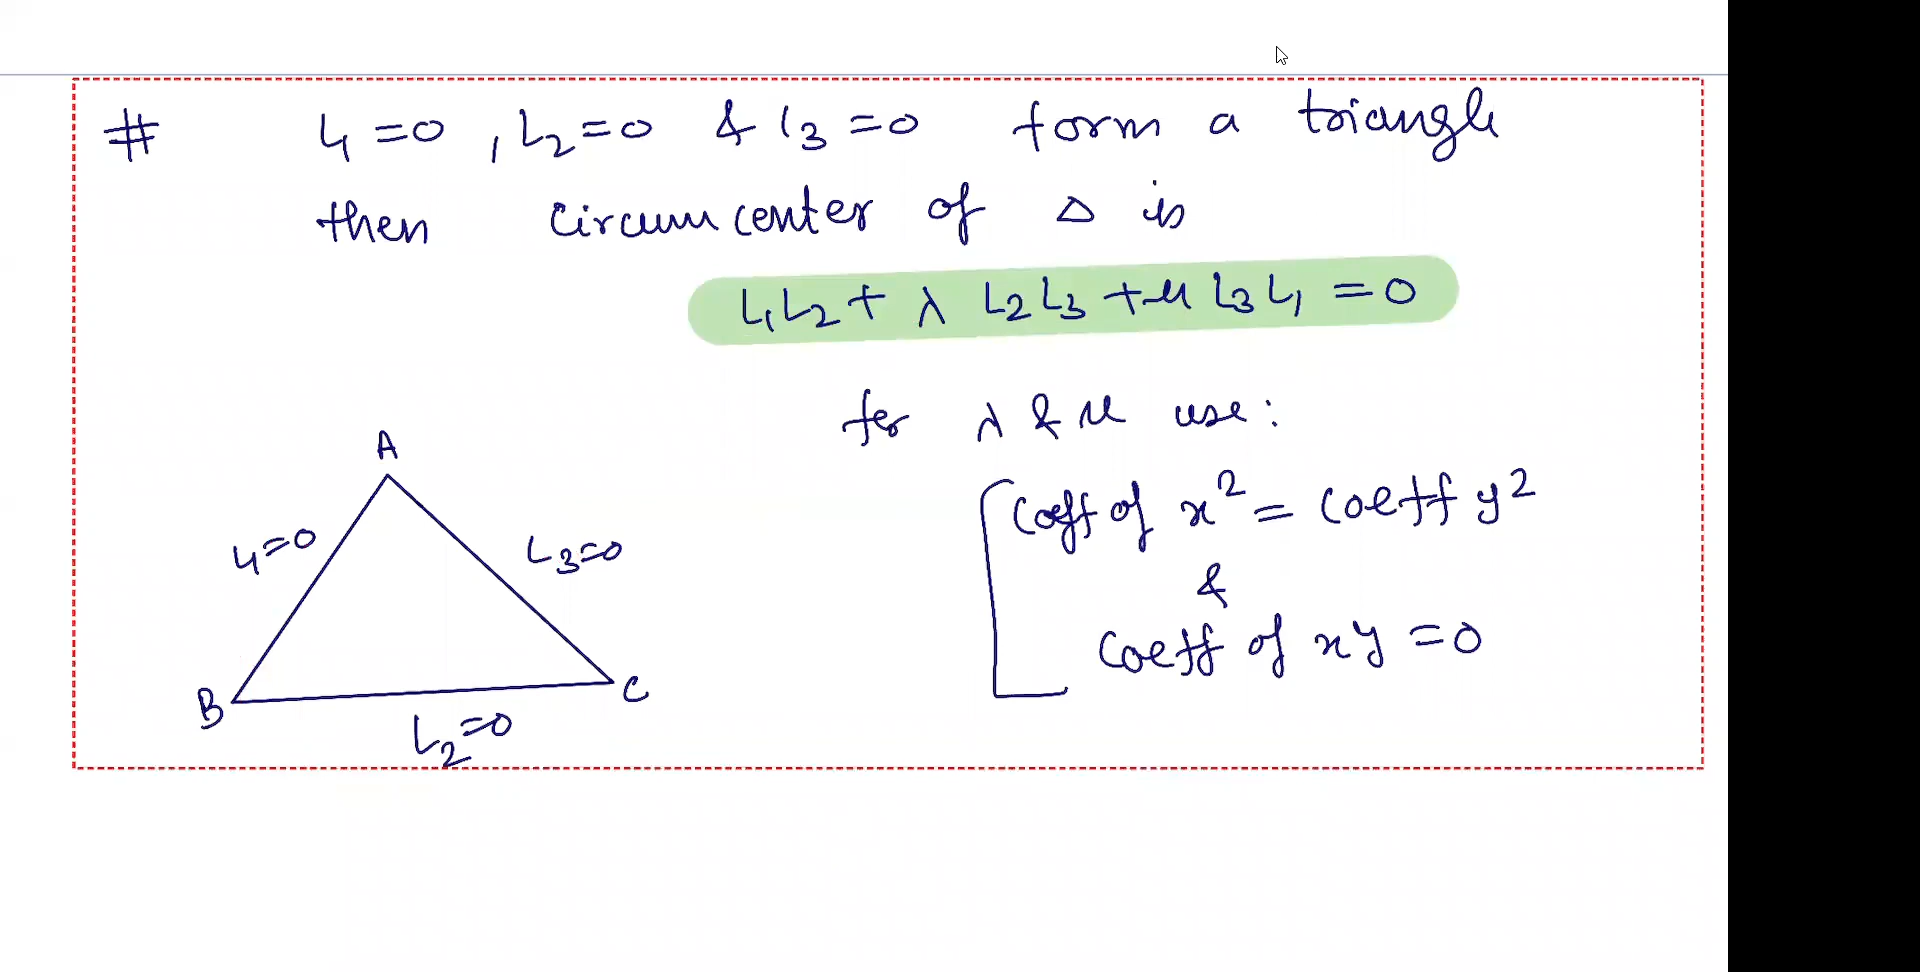 # L1 = 0 , L2 = 0 & L3 = 0 form a triangle
then circumcenter of Δ is
L1L2 + λ L2L3 + μ L3L1 = 0
for λ & μ use :
Coeff of x² = coeff y²
&
Coeff of xy = 0
A
L1=0
L3=0
B
C
L2=0